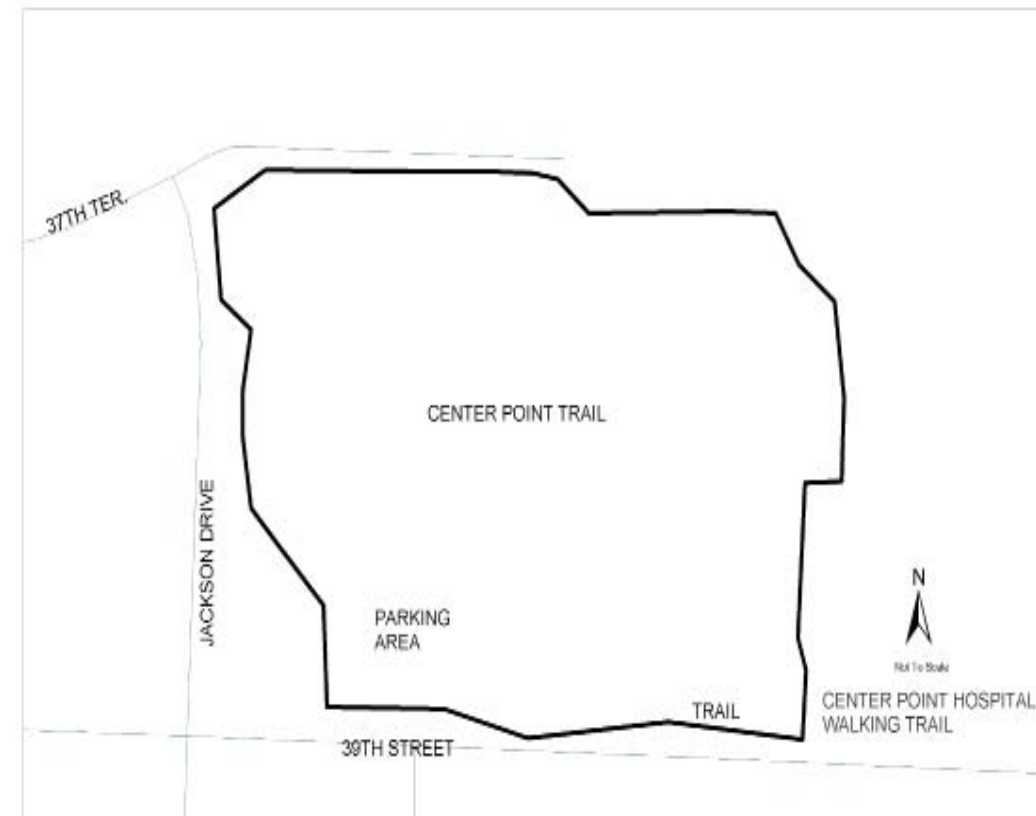 37TH TER.
CENTER POINT TRAIL
JACKSON DRIVE
PARKING
AREA
N
Not To Scale
CENTER POINT HOSPITAL
WALKING TRAIL
TRAIL
39TH STREET